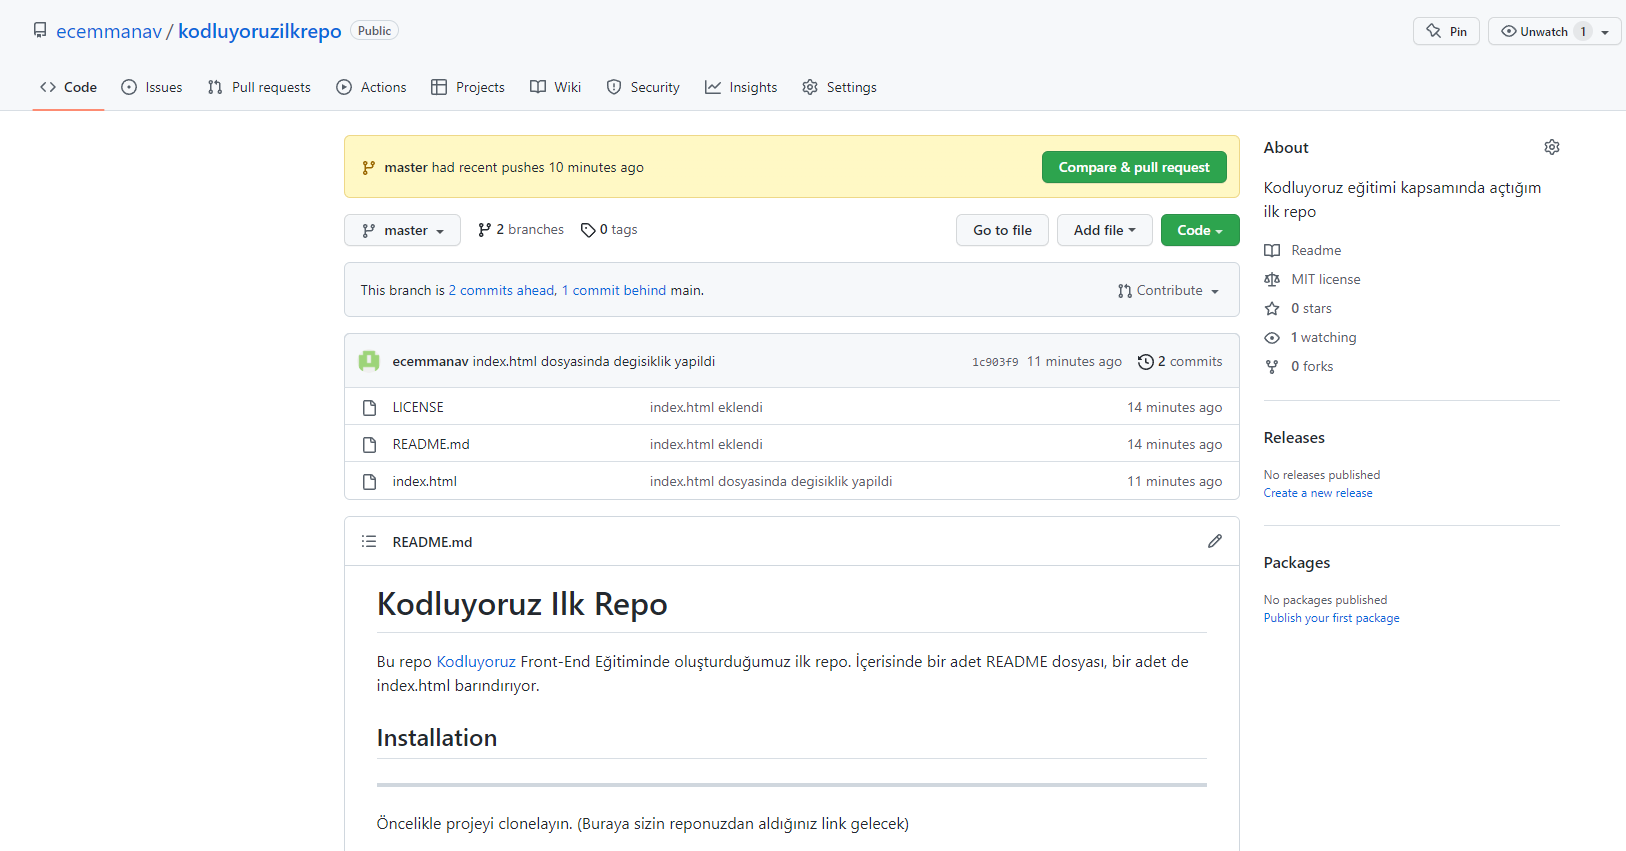 ecemmanav / kodluyoruzilkrepo Public
Pin
Unwatch 1
Code
Issues
Pull requests
Actions
Projects
Wiki
Security
Insights
Settings
master had recent pushes 10 minutes ago
Compare & pull request
master
2 branches
0 tags
Go to file
Add file
Code
This branch is 2 commits ahead, 1 commit behind main.
Contribute
ecemmanav index.html dosyasinda degisiklik yapildi
1c903f9 11 minutes ago
2 commits
LICENSE index.html eklendi 14 minutes ago
README.md index.html eklendi 14 minutes ago
index.html index.html dosyasinda degisiklik yapildi 11 minutes ago
README.md
Kodluyoruz Ilk Repo
Bu repo Kodluyoruz Front-End Eğitiminde oluşturduğumuz ilk repo. İçerisinde bir adet README dosyası, bir adet de
index.html barındırıyor.
Installation
Öncelikle projeyi clonelayın. (Buraya sizin reponuzdan aldığınız link gelecek)
About
Kodluyoruz eğitimi kapsamında açtığım
ilk repo
Readme
MIT license
0 stars
1 watching
0 forks
Releases
No releases published
Create a new release
Packages
No packages published
Publish your first package